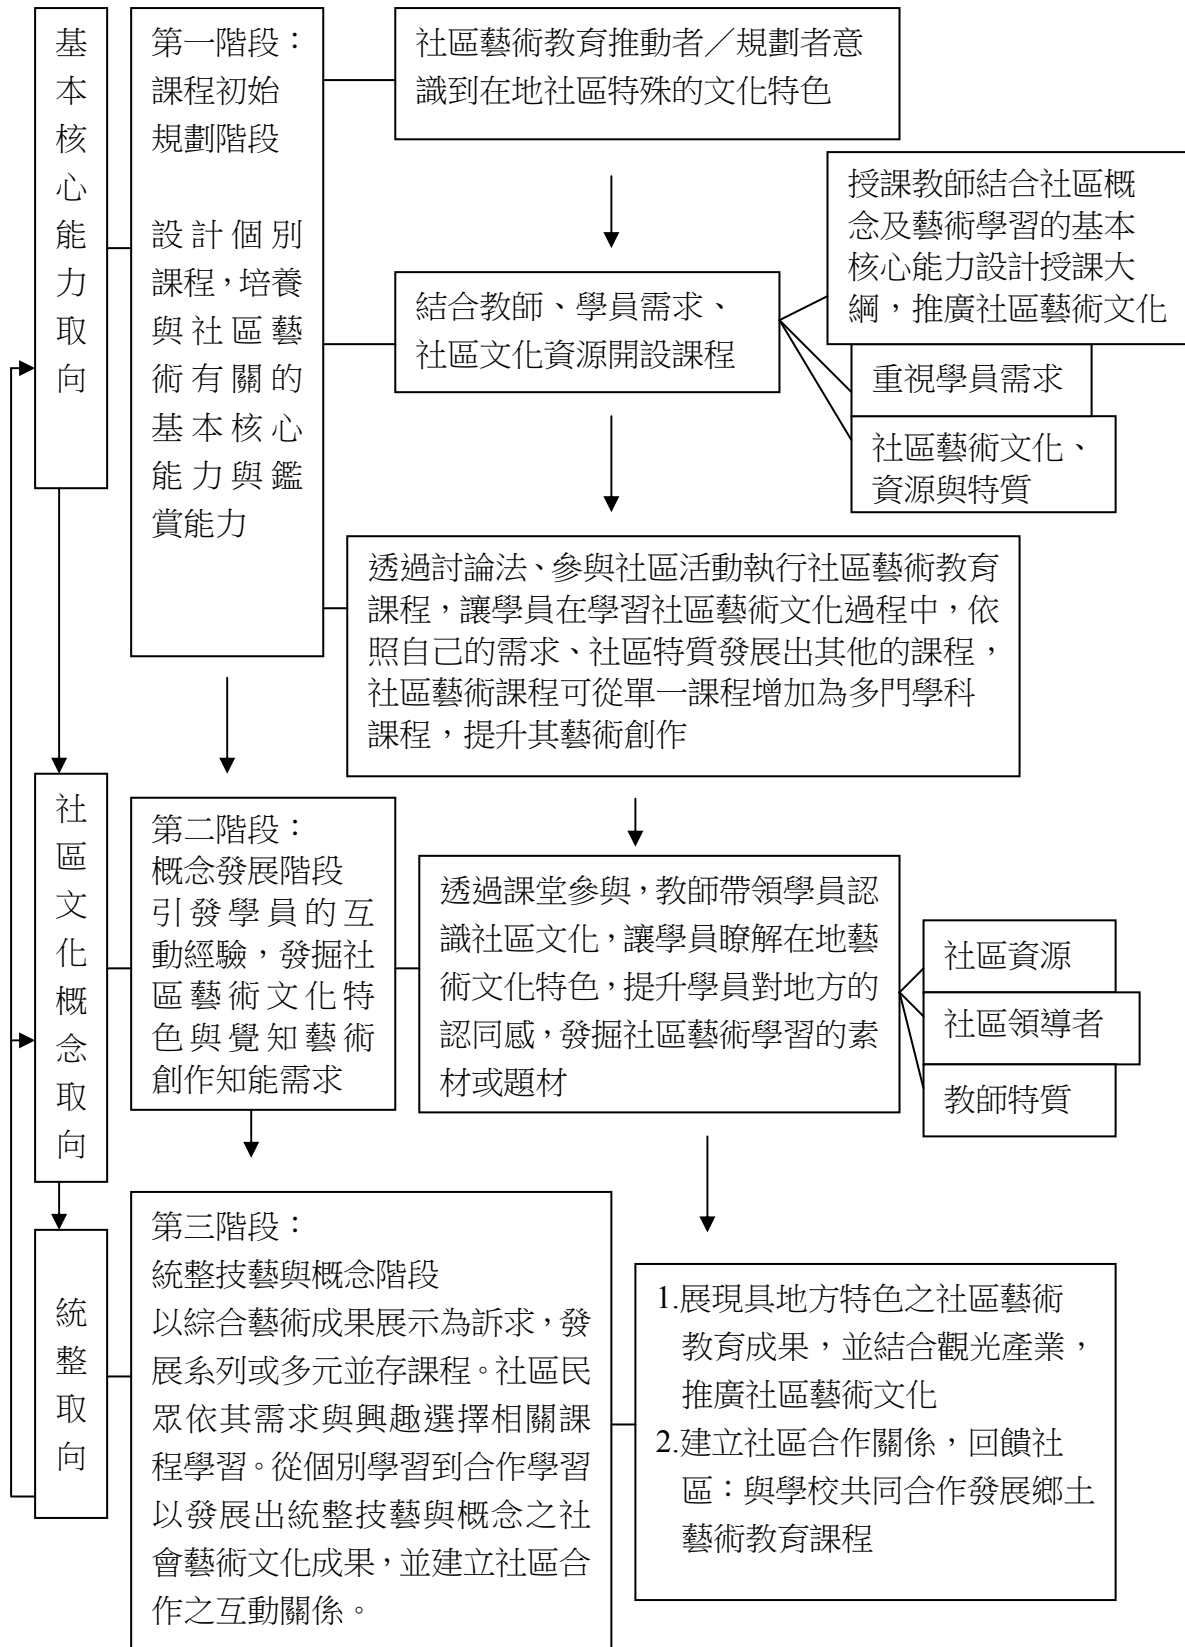 基本核心能力取向
第一階段：
課程初始
規劃階段
設計個別
課程，培養
與社區藝
術有關的
基本核心
能力與鑑
賞能力
社區藝術教育推動者／規劃者意
識到在地社區特殊的文化特色
結合教師、學員需求、
社區文化資源開設課程
授課教師結合社區概
念及藝術學習的基本
核心能力設計授課大
綱，推廣社區藝術文化
重視學員需求
社區藝術文化、
資源與特質
透過討論法、參與社區活動執行社區藝術教育
課程，讓學員在學習社區藝術文化過程中，依
照自己的需求、社區特質發展出其他的課程，
社區藝術課程可從單一課程增加為多門學科
課程，提升其藝術創作
社區文化概念取向
第二階段：
概念發展階段
引發學員的互
動經驗，發掘社
區藝術文化特
色與覺知藝術
創作知能需求
透過課堂參與，教師帶領學員認
識社區文化，讓學員瞭解在地藝
術文化特色，提升學員對地方的
認同感，發掘社區藝術學習的素
材或題材
社區資源
社區領導者
教師特質
統整取向
第三階段：
統整技藝與概念階段
以綜合藝術成果展示為訴求，發
展系列或多元並存課程。社區民
眾依其需求與興趣選擇相關課
程學習。從個別學習到合作學習
以發展出統整技藝與概念之社
會藝術文化成果，並建立社區合
作之互動關係。
1.展現具地方特色之社區藝術
教育成果，並結合觀光產業，
推廣社區藝術文化
2.建立社區合作關係，回饋社
區：與學校共同合作發展鄉土
藝術教育課程